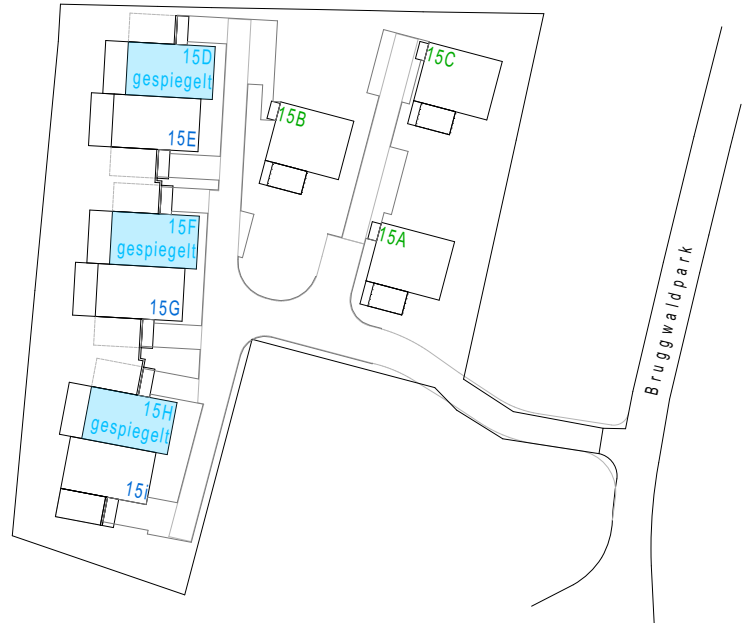 15D
gespiegelt
15E
15B
15C
15F
gespiegelt
15G
15A
15H
gespiegelt
15i
Bruggwaldpark